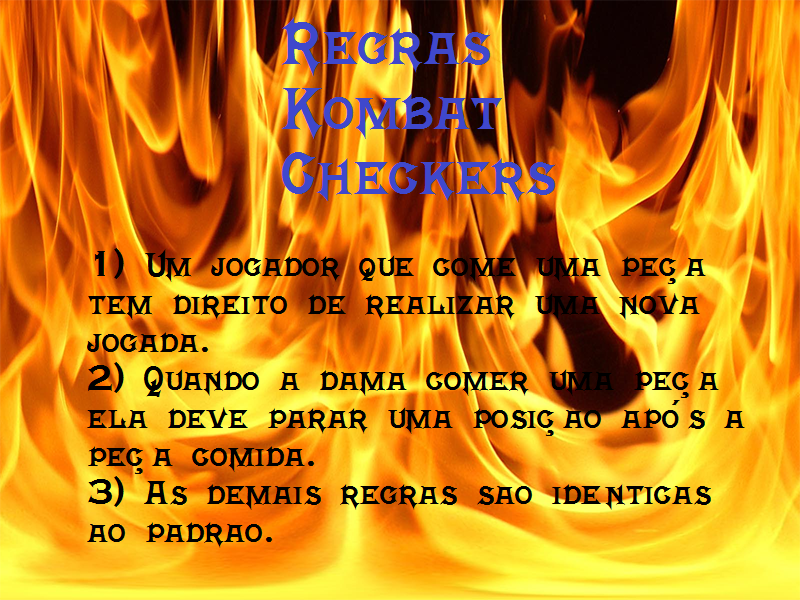 Regras
Kombat
Checkers
1) Um jogador que come uma peça
tem direito de realizar uma nova
jogada.
2) Quando a dama comer uma peça
ela deve parar uma posiçao após a
peça comida.
3) As demais regras sao identicas
ao padrao.